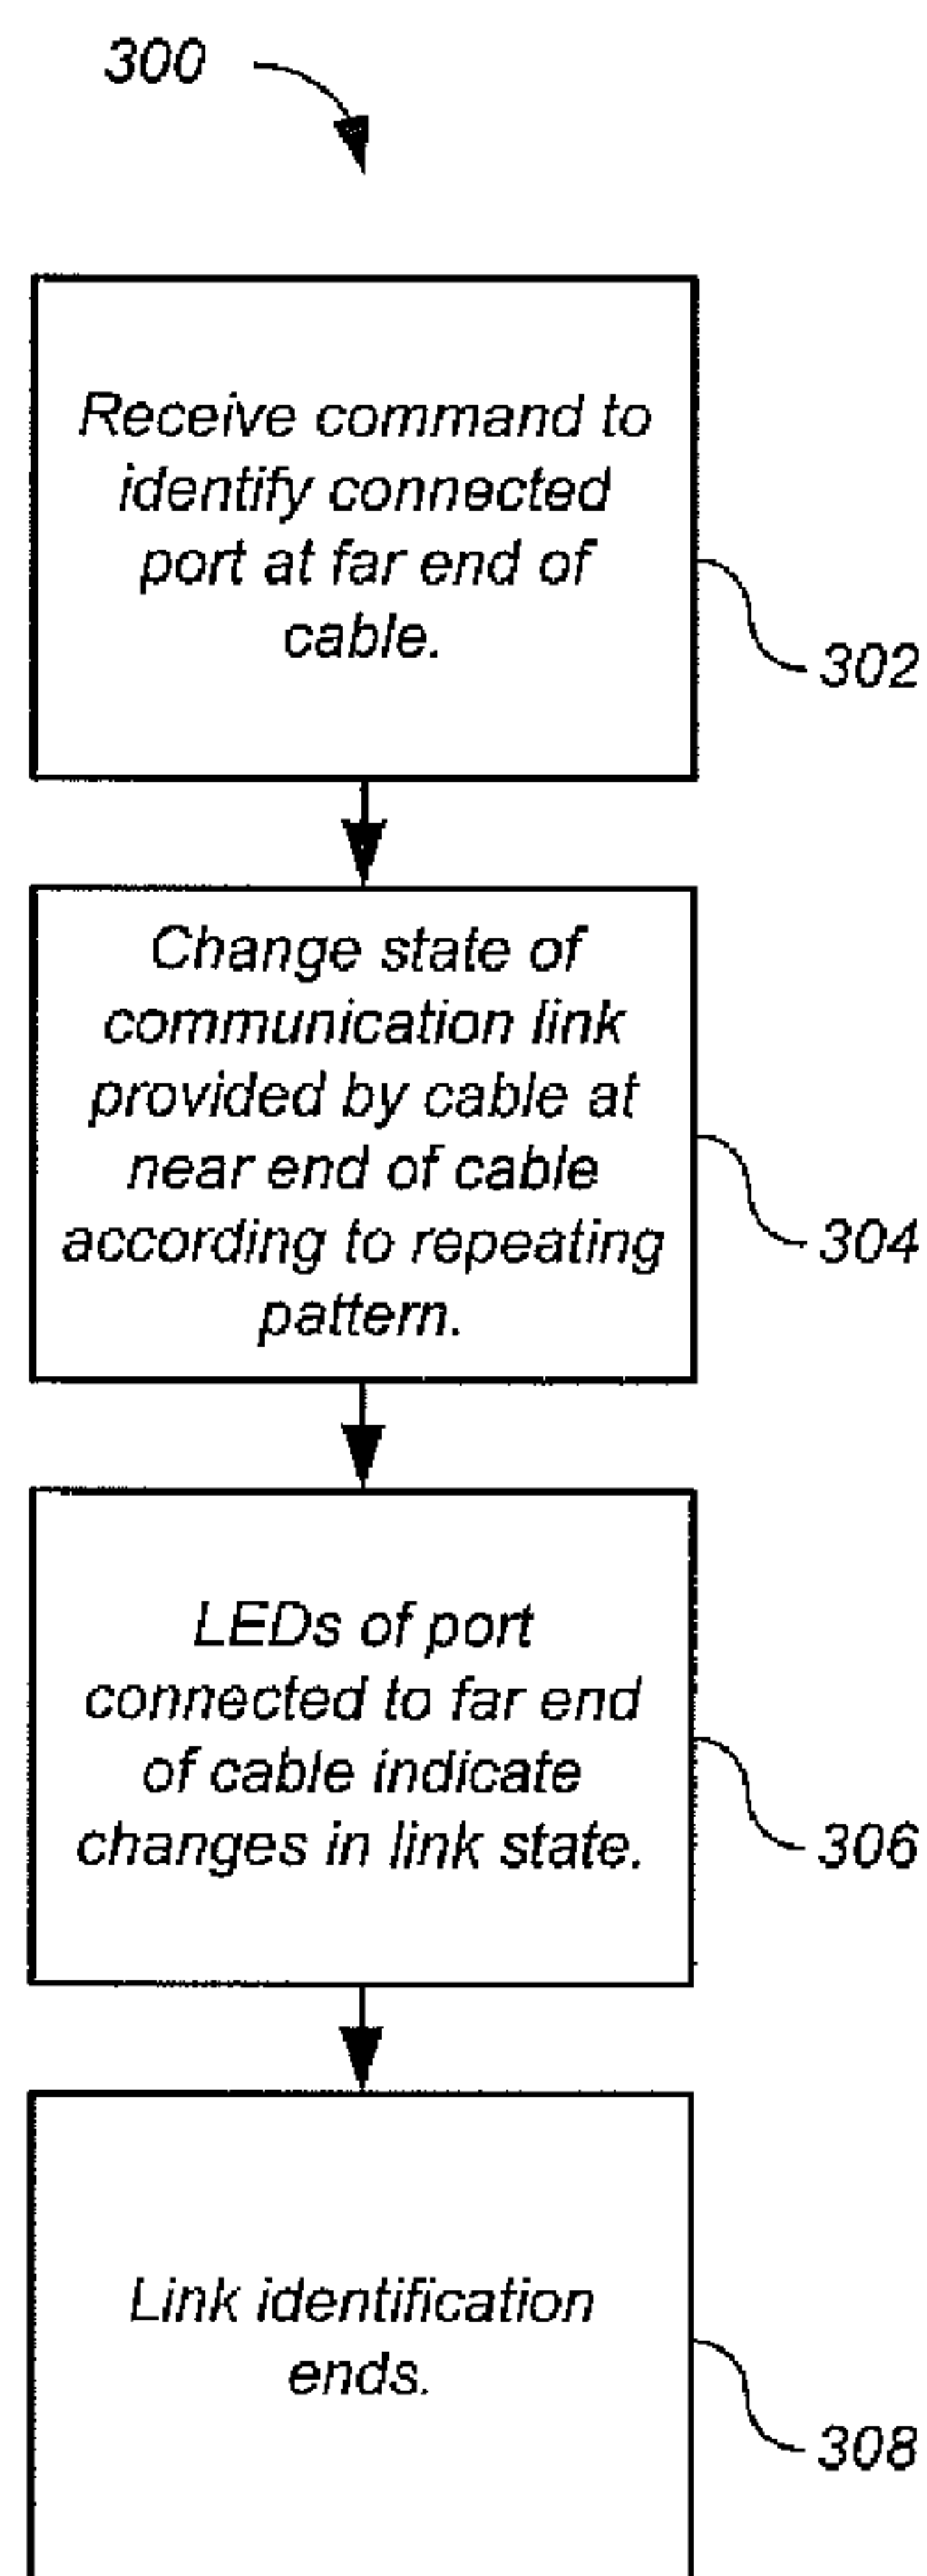 300
Receive command to
identify connected
port at far end of
cable.
302
Change state of
communication link
provided by cable at
near end of cable
according to repeating
pattern.
304
LEDs of port
connected to far end
of cable indicate
changes in link state.
306
Link identification
ends.
308